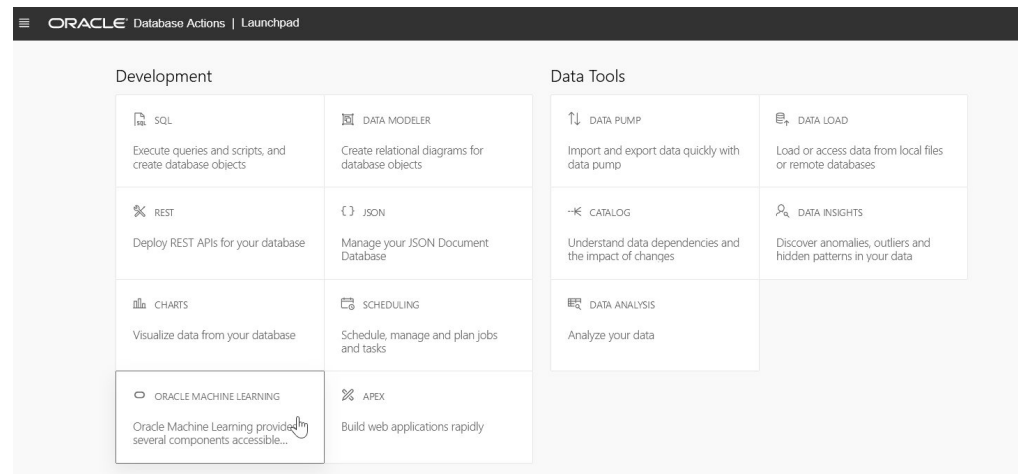 ORACLE Database Actions | Launchpad
Development
SQL
Execute queries and scripts, and
create database objects
DATA MODELER
Create relational diagrams for
database objects
REST
Deploy REST APIs for your database
{} JSON
Manage your JSON Document
Database
CHARTS
Visualize data from your database
SCHEDULING
Schedule, manage and plan jobs
and tasks
ORACLE MACHINE LEARNING
Oracle Machine Learning provides
several components accessible...
APEX
Build web applications rapidly
Data Tools
DATA PUMP
Import and export data quickly with
data pump
DATA LOAD
Load or access data from local files
or remote databases
CATALOG
Understand data dependencies and
the impact of changes
DATA INSIGHTS
Discover anomalies, outliers and
hidden patterns in your data
DATA ANALYSIS
Analyze your data